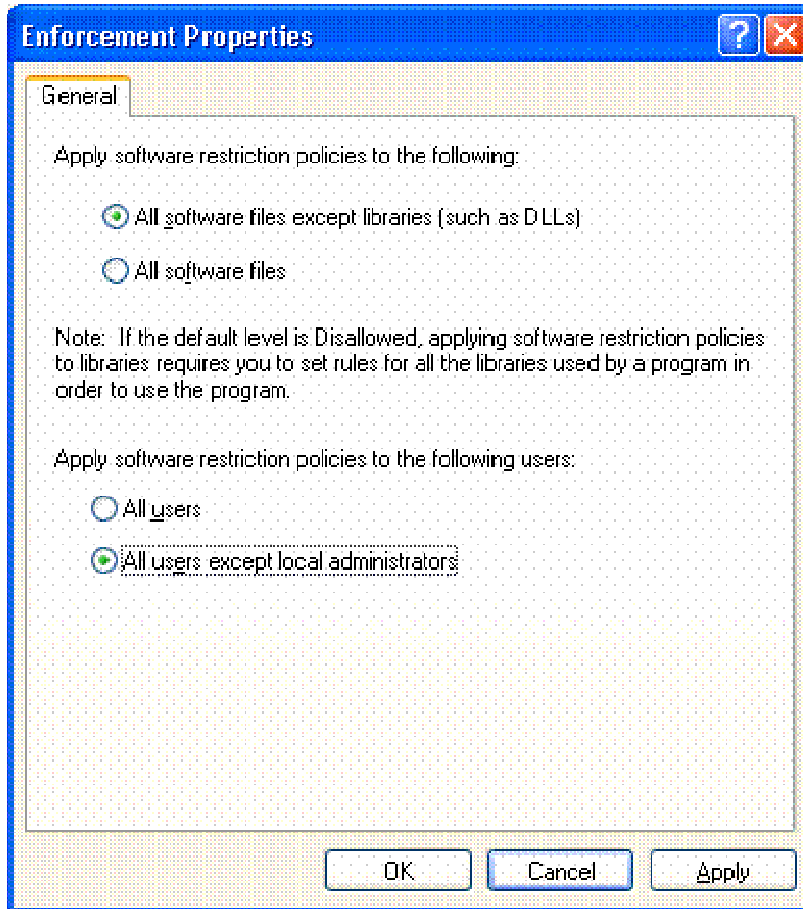 Enforcement Properties
?
General
Apply software restriction policies to the following:
All software files except libraries (such as DLLs)
All software files
Note: If the default level is Disallowed, applying software restriction policies
to libraries requires you to set rules for all the libraries used by a program in
order to use the program.
Apply software restriction policies to the following users:
All users
All users except local administrators
OK
Cancel
Apply